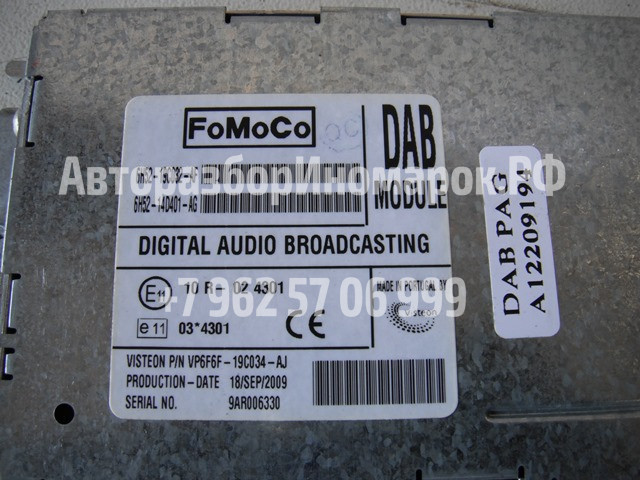 FoMoCo
DAB
MODULE
6H52-14D401-AG
DIGITAL AUDIO BROADCASTING
E11 10 R- 02 4301
e 11 03*4301 CE
MADE IN PORTUGAL BY
Visteon
VISTEON P/N VP6F6F-19C034-AJ
PRODUCTION-DATE 18/SEP/2009
SERIAL NO. 9AR006330
DAB PAG
A12209194
АвторазборИномарок.РФ
+7 962 57 06 999